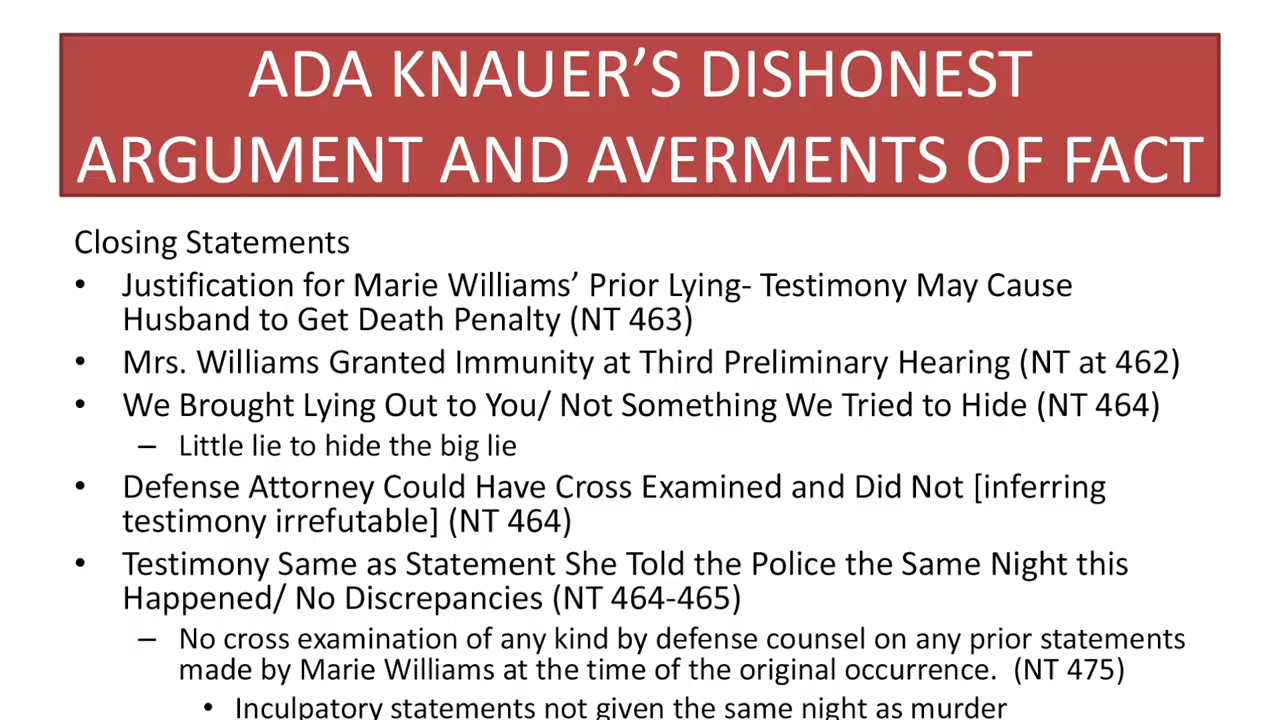 ADA KNAUER’S DISHONEST
ARGUMENT AND AVERMENTS OF FACT
Closing Statements
• Justification for Marie Williams’ Prior Lying- Testimony May Cause
Husband to Get Death Penalty (NT 463)
• Mrs. Williams Granted Immunity at Third Preliminary Hearing (NT at 462)
• We Brought Lying Out to You/ Not Something We Tried to Hide (NT 464)
– Little lie to hide the big lie
• Defense Attorney Could Have Cross Examined and Did Not [inferring
testimony irrefutable] (NT 464)
• Testimony Same as Statement She Told the Police the Same Night this
Happened/ No Discrepancies (NT 464-465)
– No cross examination of any kind by defense counsel on any prior statements
made by Marie Williams at the time of the original occurrence. (NT 475)
• Inculpatory statements not given the same night as murder